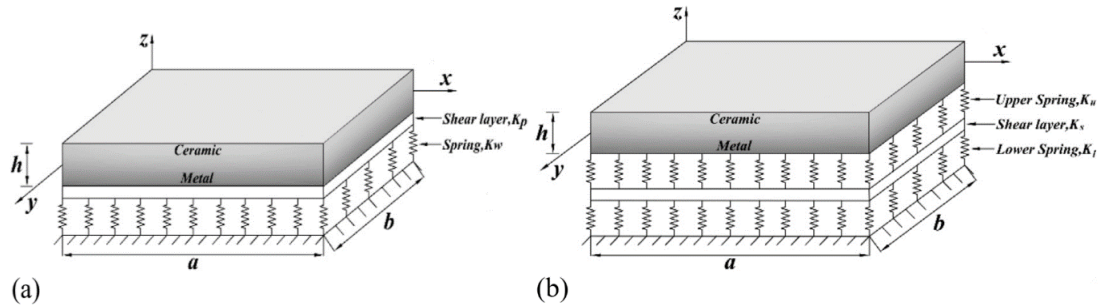 z
x
Shear layer,Kp
Ceramic
h
Spring,Kw
Metal
y
b
a
(a)
z
x
Upper Spring,Ku
Ceramic
Shear layer,Ks
h
Metal
Lower Spring,Kl
y
b
a
(b)